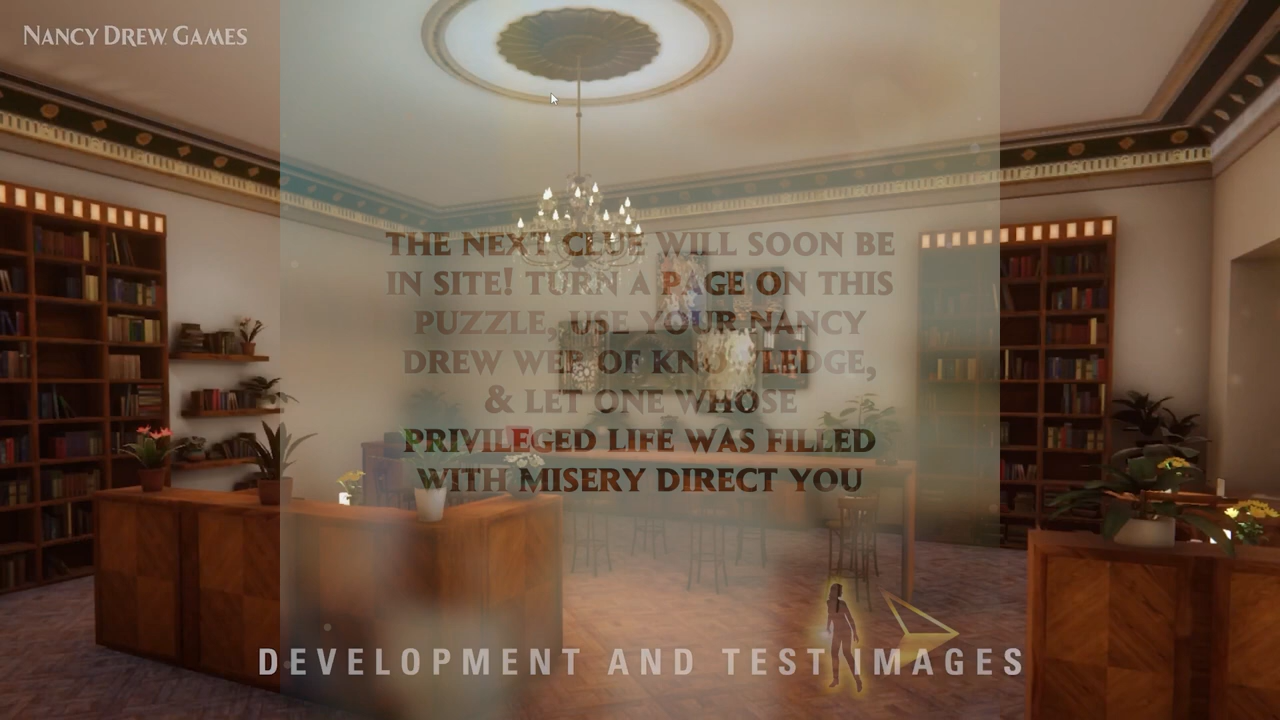 NANCY DREW GAMES
THE NEXT CLUE WILL SOON BE
IN SITE! TURN A PAGE ON THIS
PUZZLE, USE YOUR NANCY
DREW WEB OF KNOWLEDGE,
& LET ONE WHOSE
PRIVILEGED LIFE WAS FILLED
WITH MISERY DIRECT YOU
DEVELOPMENT AND TEST IMAGES